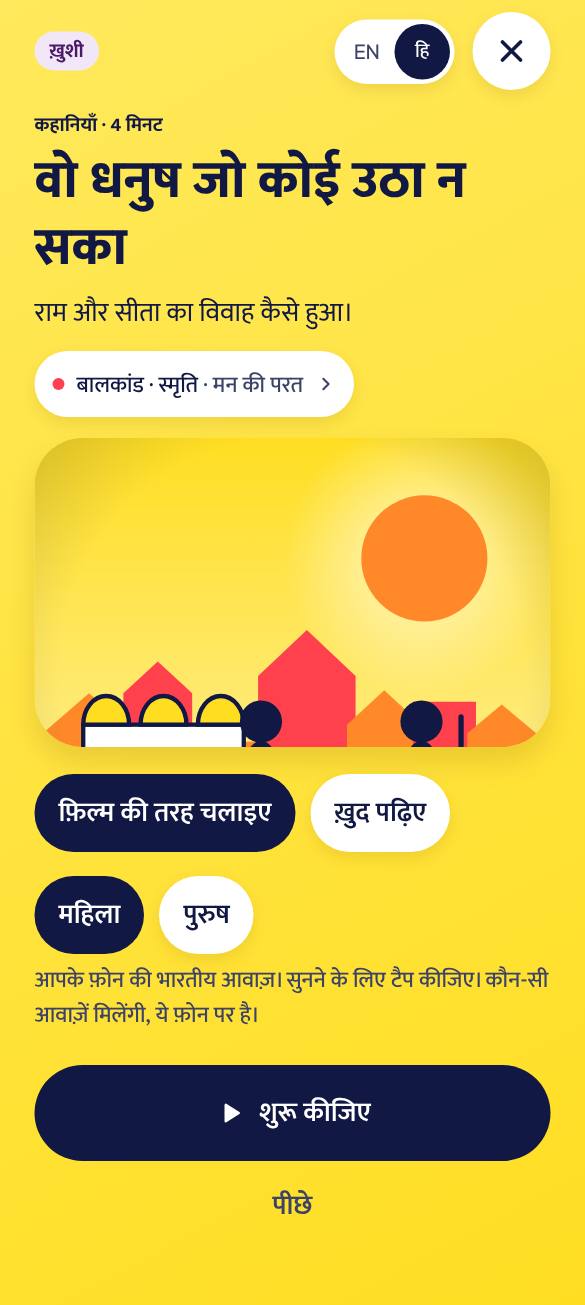 ख़ुशी
EN हि
कहानियाँ · 4 मिनट
वो धनुष जो कोई उठा न
सका
राम और सीता का विवाह कैसे हुआ।
बालकांड · स्मृति · मन की परत
फ़िल्म की तरह चलाइए ख़ुद पढ़िए
महिला पुरुष
आपके फ़ोन की भारतीय आवाज़। सुनने के लिए टैप कीजिए। कौन-सी
आवाज़ें मिलेंगी, ये फ़ोन पर है।
शुरू कीजिए
पीछे